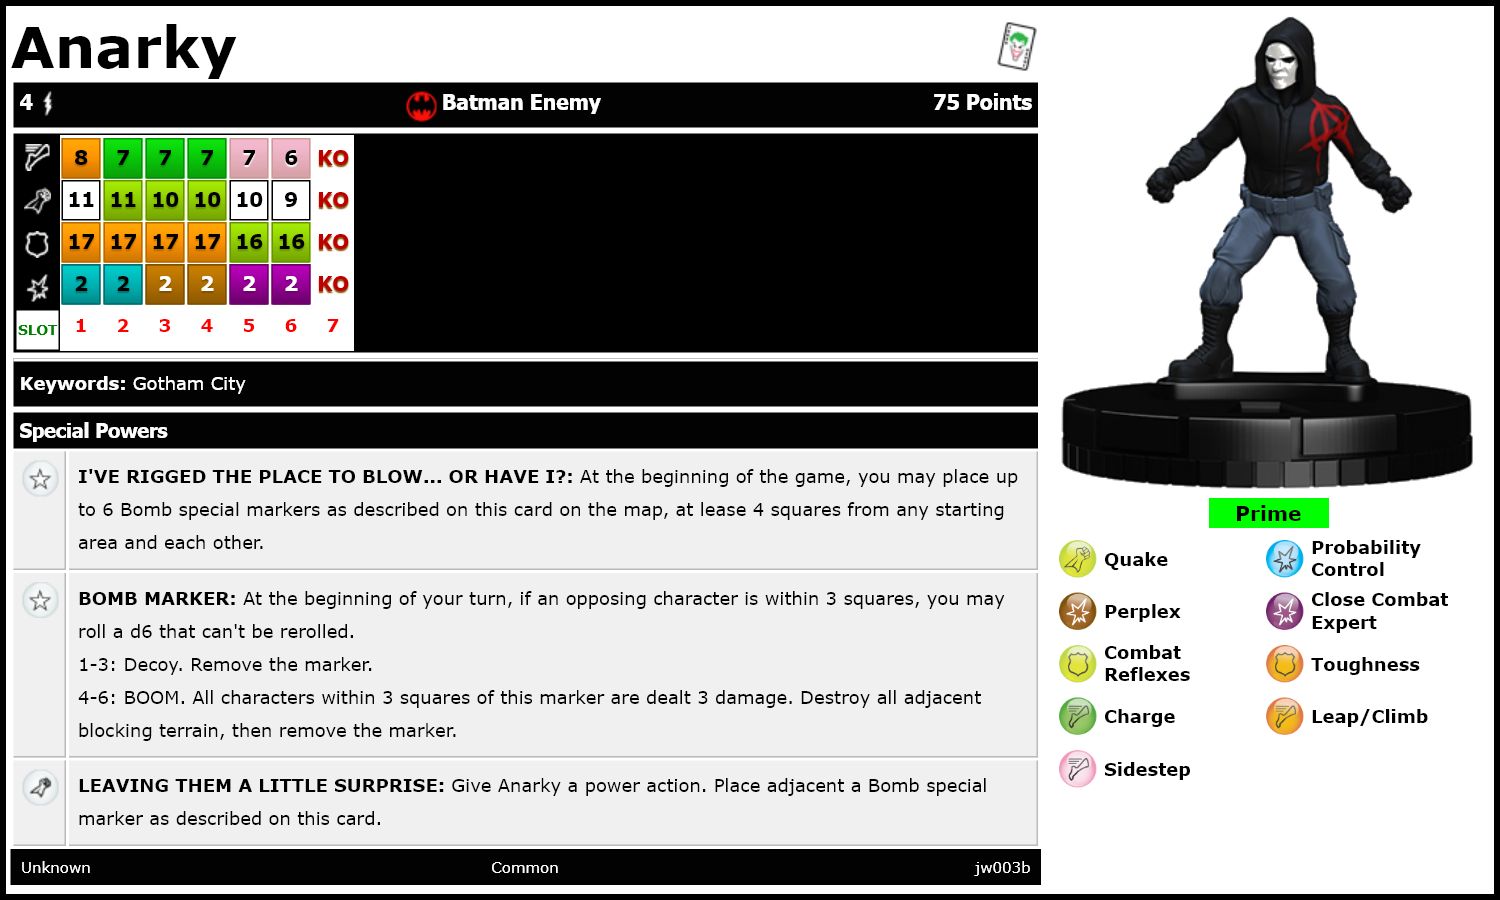 Anarky
4 Batman Enemy 75 Points
8 7 7 7 7 6 KO
11 11 10 10 10 9 KO
17 17 17 17 16 16 KO
2 2 2 2 2 2 KO
SLOT 1 2 3 4 5 6 7
Keywords: Gotham City
Special Powers
I'VE RIGGED THE PLACE TO BLOW... OR HAVE I?: At the beginning of the game, you may place up
to 6 Bomb special markers as described on this card on the map, at lease 4 squares from any starting
area and each other.
BOMB MARKER: At the beginning of your turn, if an opposing character is within 3 squares, you may
roll a d6 that can't be rerolled.
1-3: Decoy. Remove the marker.
4-6: BOOM. All characters within 3 squares of this marker are dealt 3 damage. Destroy all adjacent
blocking terrain, then remove the marker.
LEAVING THEM A LITTLE SURPRISE: Give Anarky a power action. Place adjacent a Bomb special
marker as described on this card.
Unknown Common jw003b
Prime
Quake
Probability
Control
Perplex
Close Combat
Expert
Combat
Reflexes
Toughness
Charge
Leap/Climb
Sidestep